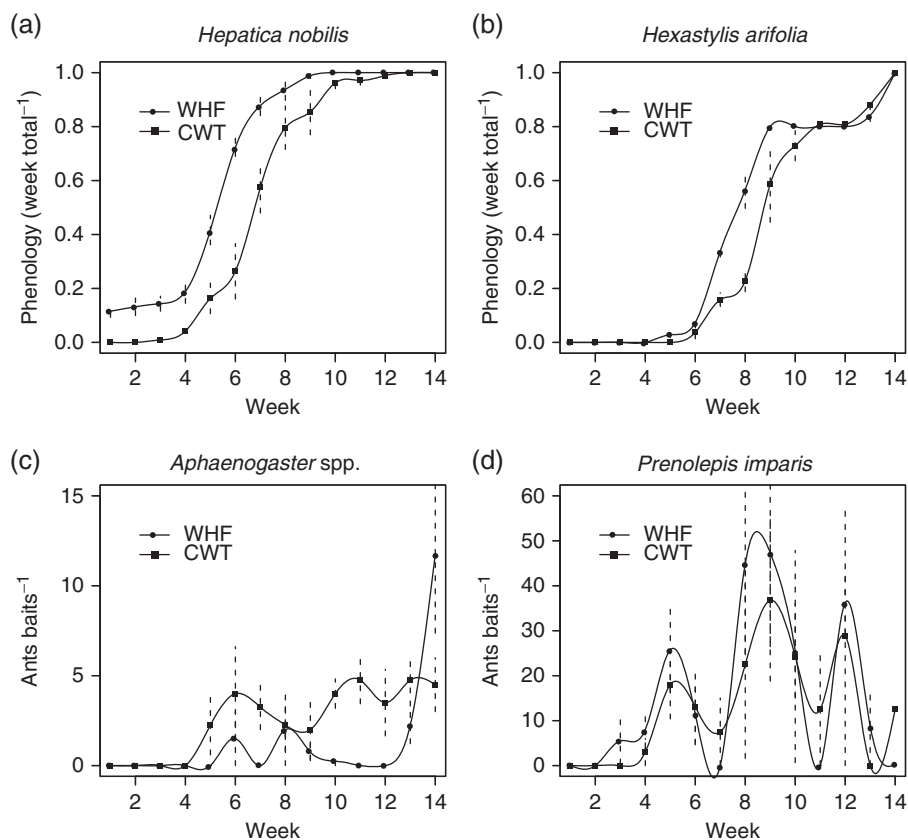 (a)
Hepatica nobilis
Phenology (week total⁻¹)
1.0
0.8
0.6
0.4
0.2
0.0
WHF
CWT
2 4 6 8 10 12 14
Week
(b)
Hexastylis arifolia
Phenology (week total⁻¹)
1.0
0.8
0.6
0.4
0.2
0.0
WHF
CWT
2 4 6 8 10 12 14
Week
(c)
Aphaenogaster spp.
Ants baits⁻¹
15
10
5
0
WHF
CWT
2 4 6 8 10 12 14
Week
(d)
Prenolepis imparis
Ants baits⁻¹
60
50
40
30
20
10
0
WHF
CWT
2 4 6 8 10 12 14
Week